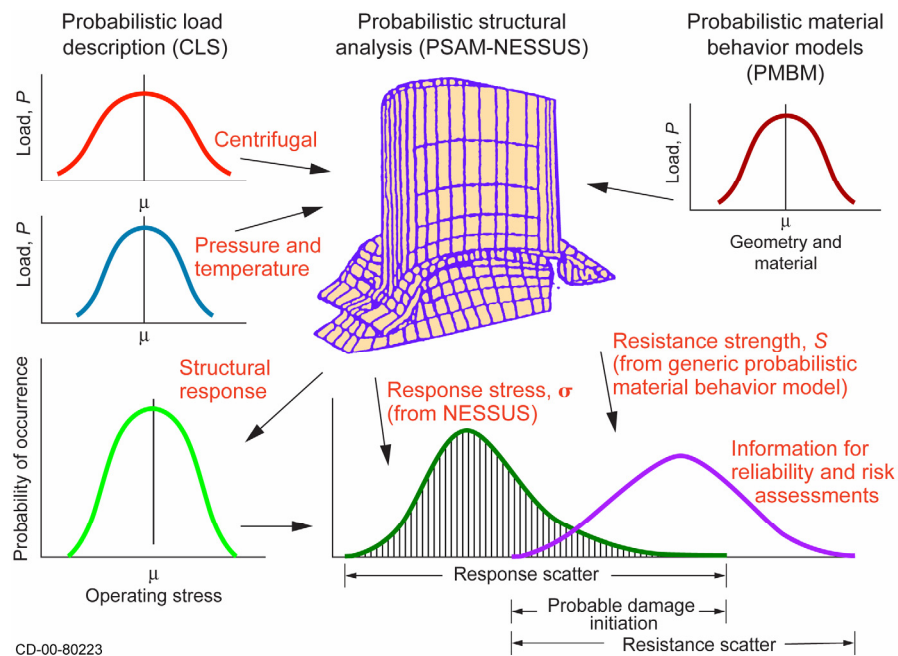 Probabilistic load
description (CLS)
Probabilistic structural
analysis (PSAM-NESSUS)
Probabilistic material
behavior models
(PMBM)
Load, P
Centrifugal
μ
Load, P
Pressure and
temperature
μ
Load, P
μ
Geometry and
material
Structural
response
Probability of occurrence
μ
Operating stress
Response stress, σ
(from NESSUS)
Resistance strength, S
(from generic probabilistic
material behavior model)
Information for
reliability and risk
assessments
Response scatter
Probable damage
initiation
Resistance scatter
CD-00-80223